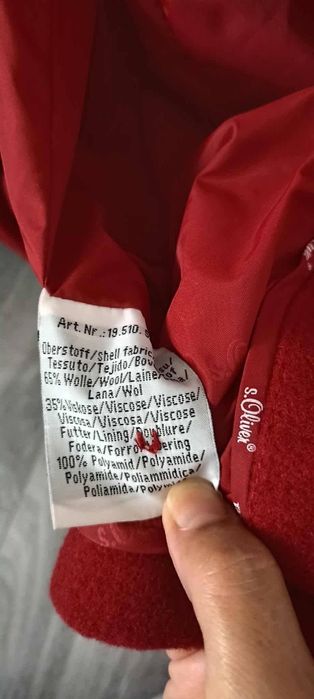 Art. Nr.:19.510.
Oberstoff/Shell fabric
Tessuto/Tejido/
65% Wolle/Wool/Laine/
Lana/Wol
35%Viskose/Viscose/Viscose/
Viscosa/Viscosa/Viscose
Futter/Lining/Doublure/
Fodera/Forro/
100% Polyamid/Polyamide/
Polyamide/Poliammidica/
Poliamida/Polyamide
s.Oliver®